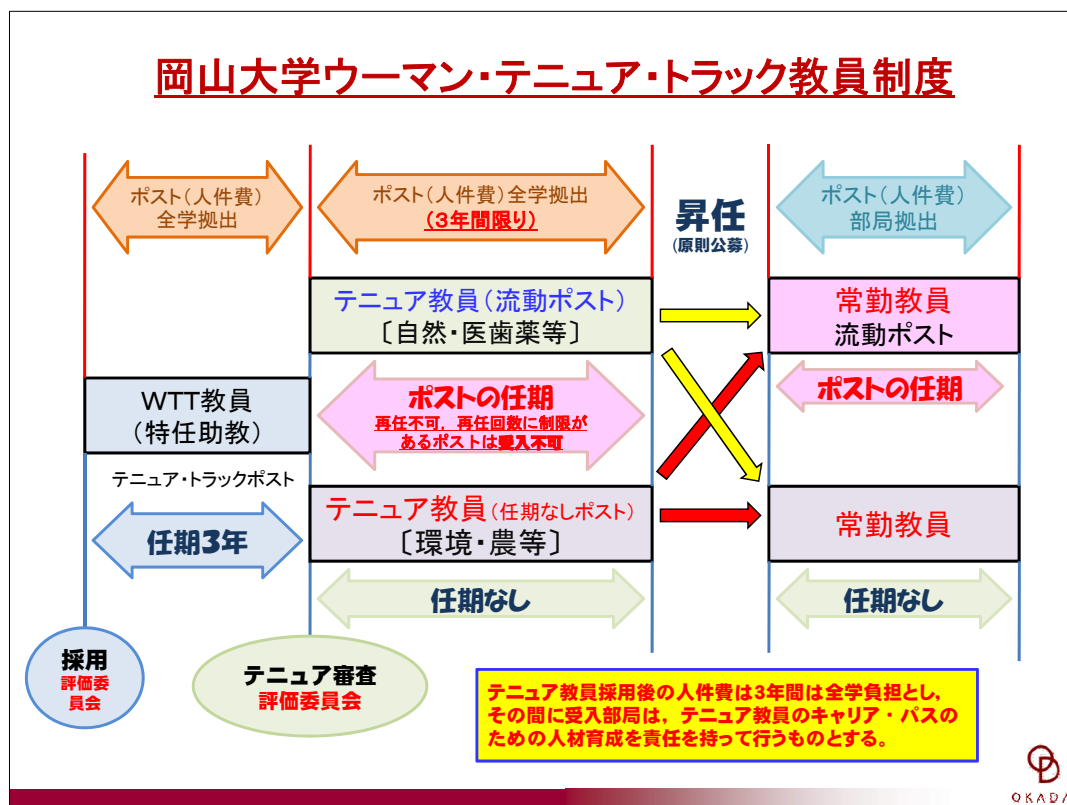 岡山大学ウーマン・テニュア・トラック教員制度
ポスト（人件費）
全学拠出
ポスト（人件費）全学拠出
（３年間限り）
昇任
（原則公募）
ポスト（人件費）
部局拠出
テニュア教員（流動ポスト）
〔自然・医歯薬等〕
常勤教員
流動ポスト
WTT教員
（特任助教）
ポストの任期
再任不可，再任回数に制限が
あるポストは受入不可
ポストの任期
テニュア・トラックポスト
任期3年
テニュア教員（任期なしポスト）
〔環境・農等〕
常勤教員
任期なし
任期なし
採用
評価委
員会
テニュア審査
評価委員会
テニュア教員採用後の人件費は3年間は全学負担とし，
その間に受入部局は，テニュア教員のキャリア・パスの
ための人材育成を責任を持って行うものとする。
OKADAI